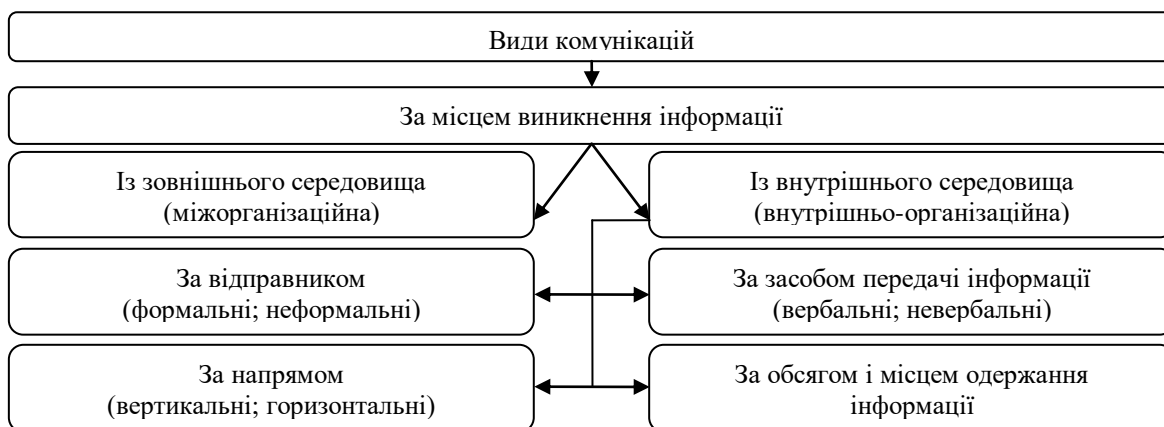 Види комунікацій
За місцем виникнення інформації
Із зовнішнього середовища
(міжорганізаційна)
Із внутрішнього середовища
(внутрішньо-організаційна)
За відправником
(формальні; неформальні)
За засобом передачі інформації
(вербальні; невербальні)
За напрямом
(вертикальні; горизонтальні)
За обсягом і місцем одержання
інформації